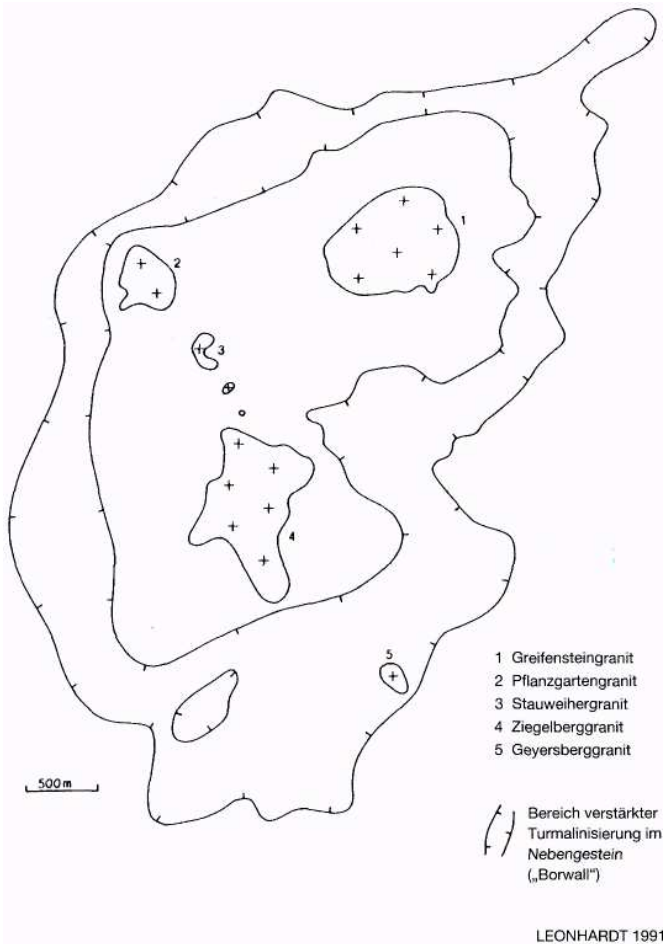 1
2
3
4
5
500m
1 Greifensteingranit
2 Pflanzgartengranit
3 Stauweihergranit
4 Ziegelberggranit
5 Geyersberggranit
Bereich verstärkter
Turmalinisierung im
Nebengestein
(„Borwall")
LEONHARDT 1991